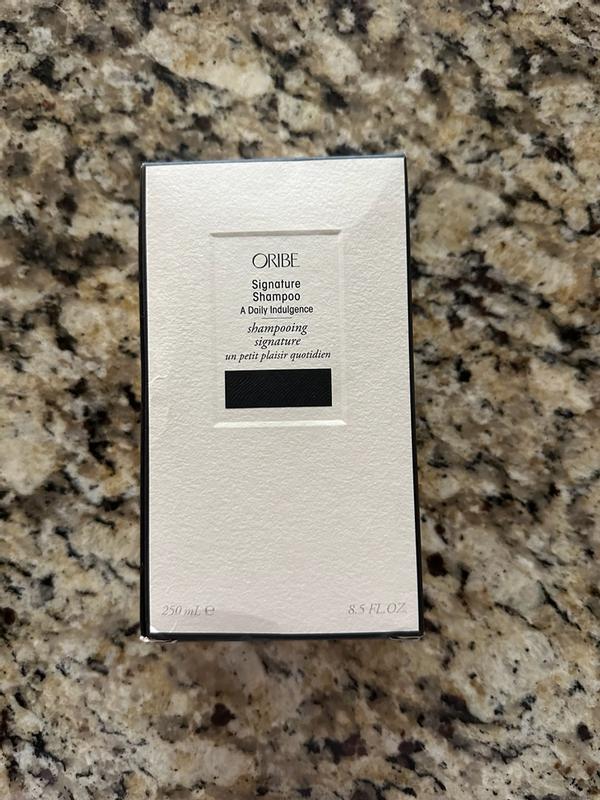 ORIBE
Signature
Shampoo
A Daily Indulgence
shampooing
signature
un petit plaisir quotidien
250 mL ℮
8.5 FL.OZ.